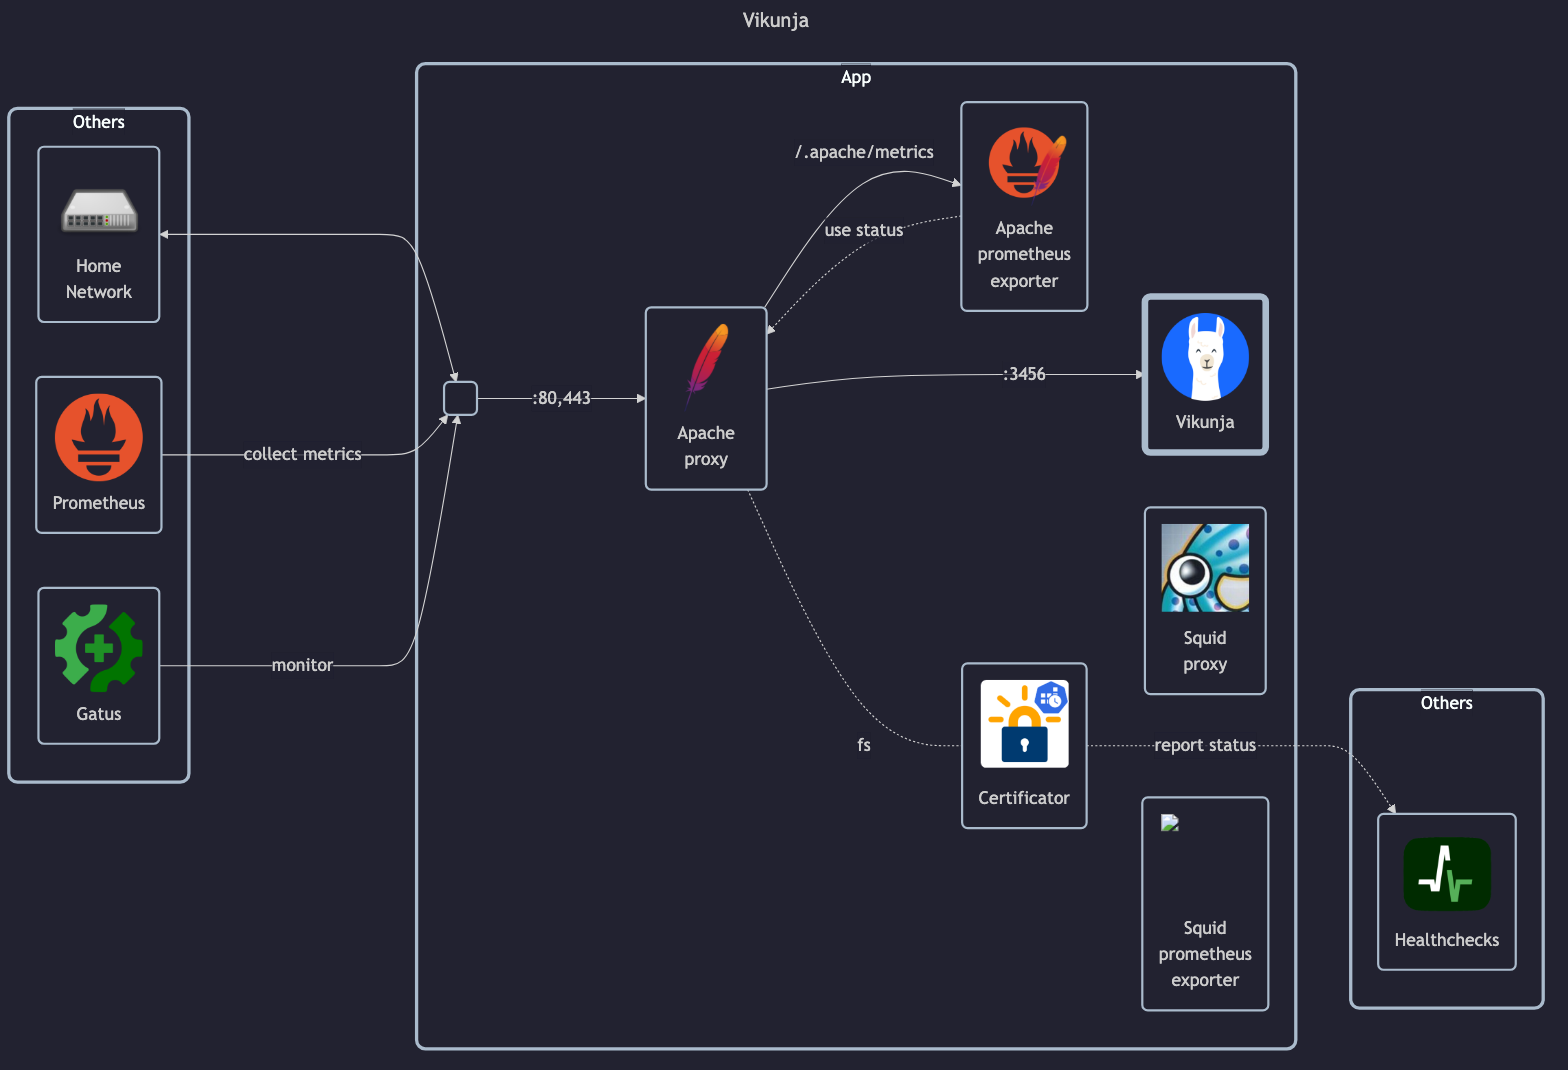 Vikunja
App
Others
Home
Network
Prometheus
Gatus
collect metrics
monitor
:80,443
Apache
proxy
/.apache/metrics
use status
Apache
prometheus
exporter
:3456
Vikunja
Squid
proxy
fs
Certificator
report status
Squid
prometheus
exporter
Others
Healthchecks